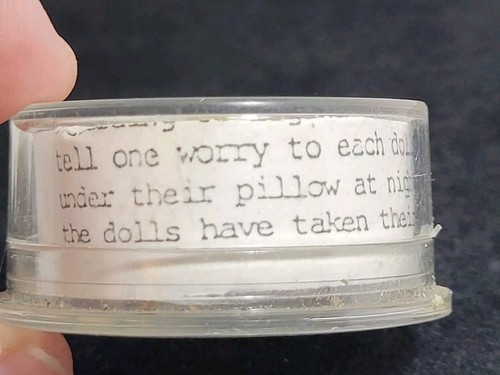 tell one worry to each
under their pillow at
the dolls have taken